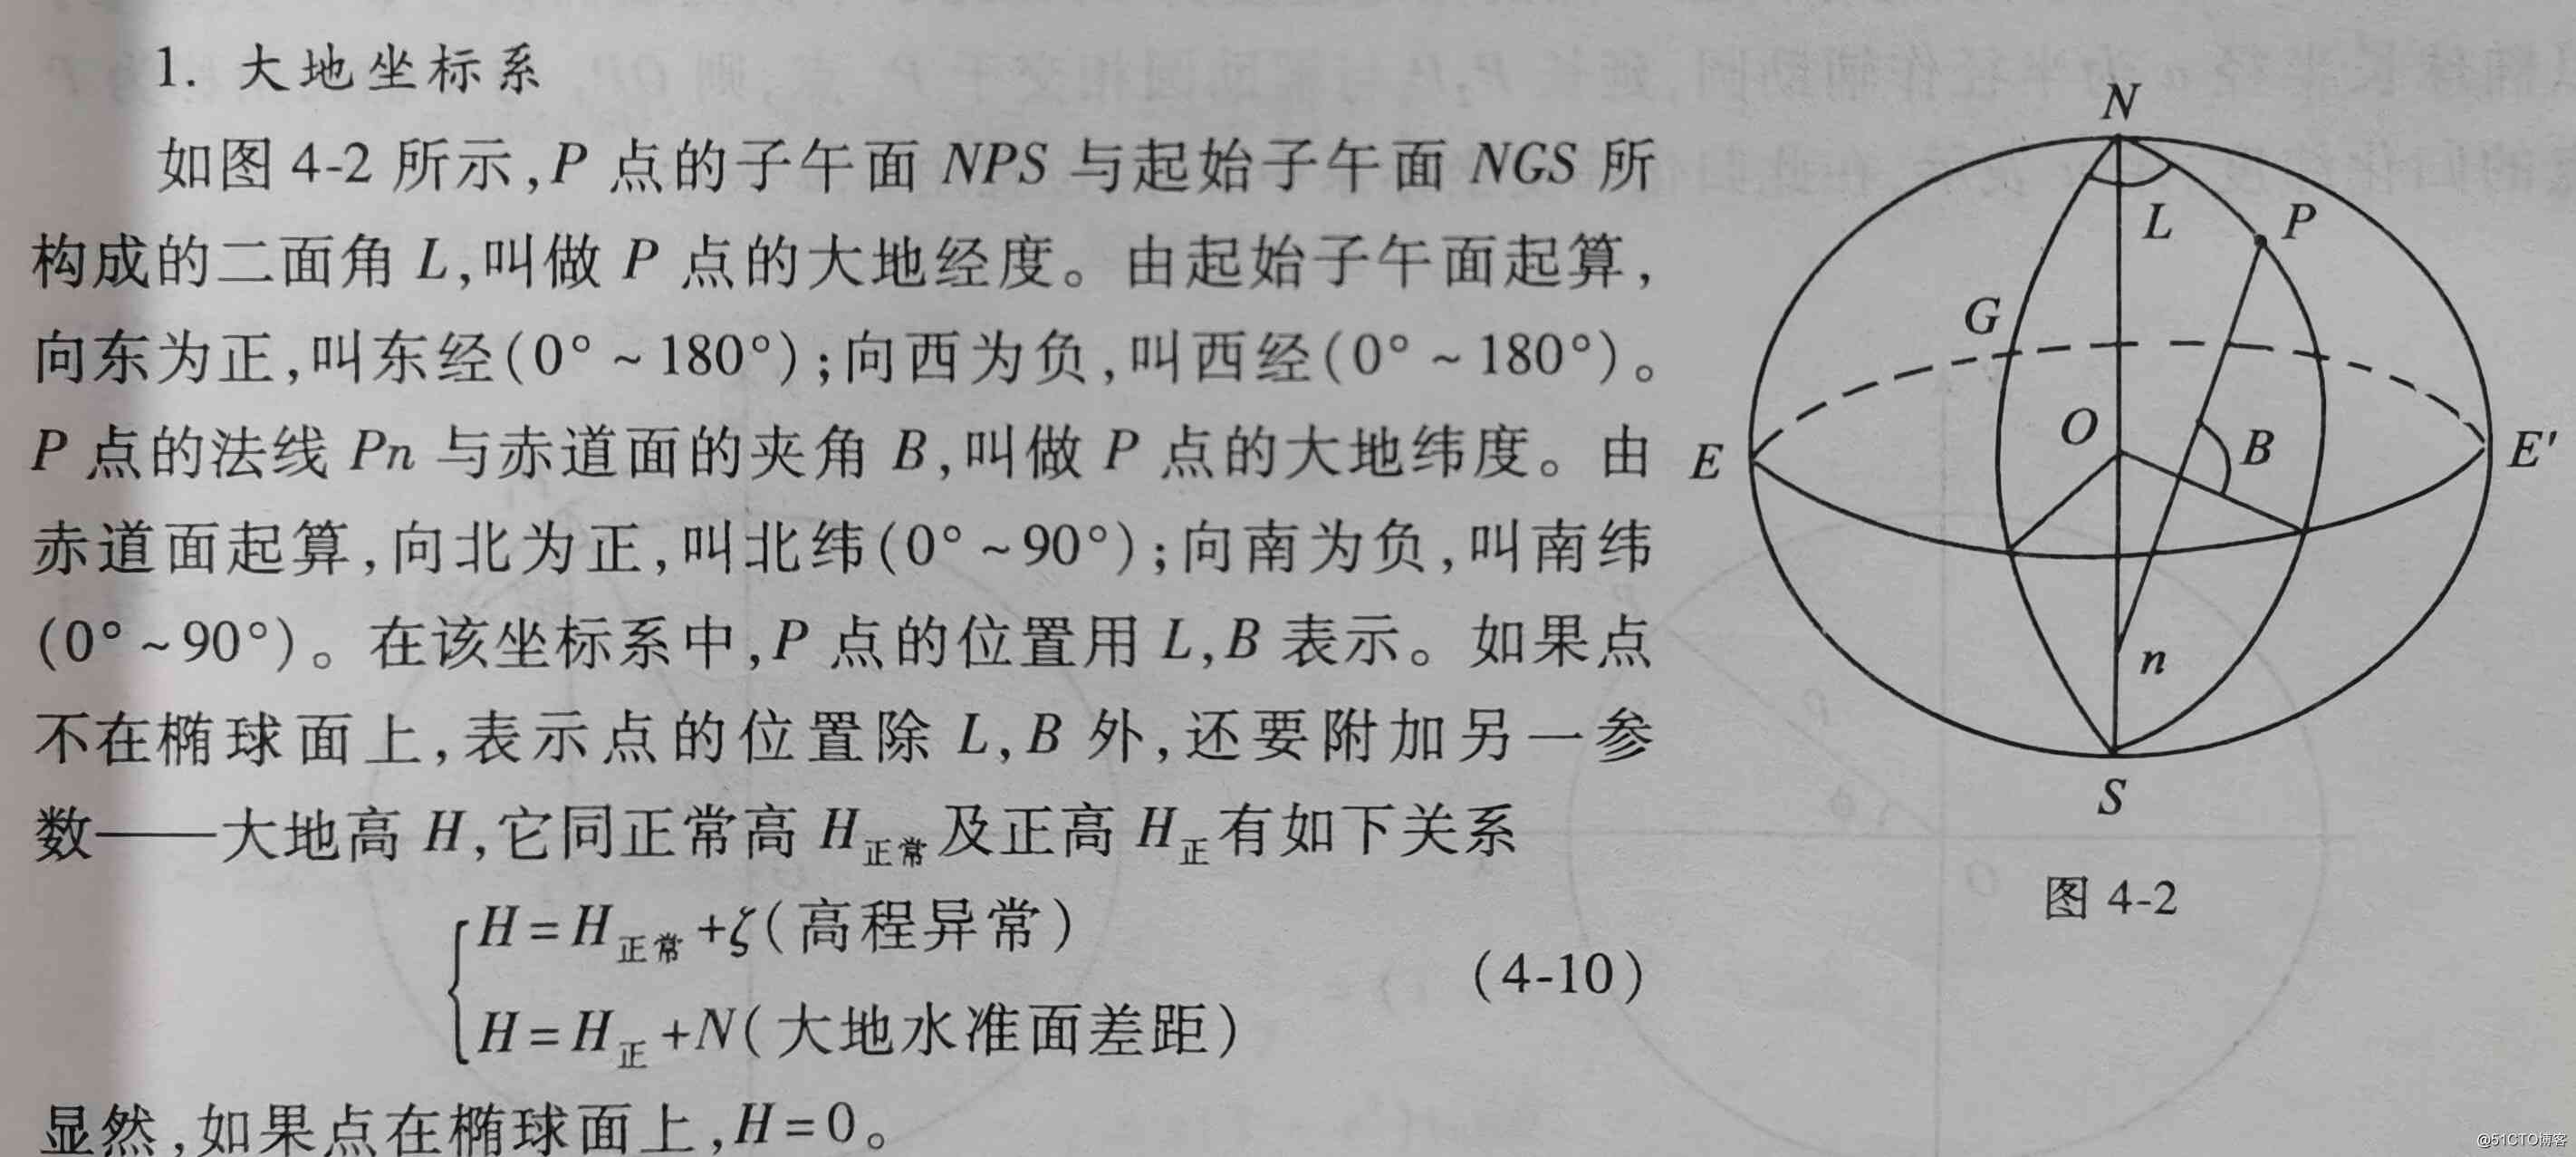 1. 大地坐标系
如图 4-2 所示,P 点的子午面 NPS 与起始子午面 NGS 所
构成的二面角 L,叫做 P 点的大地经度。由起始子午面起算,
向东为正,叫东经(0° ~ 180°);向西为负,叫西经(0° ~ 180°)。
P 点的法线 Pn 与赤道面的夹角 B,叫做 P 点的大地纬度。由
赤道面起算,向北为正,叫北纬(0° ~90°);向南为负,叫南纬
(0° ~90°)。在该坐标系中,P 点的位置用 L,B 表示。如果点
不在椭球面上,表示点的位置除 L,B 外,还要附加另一参
数——大地高 H,它同正常高 H正常及正高 H正有如下关系
H=H正常+ζ(高程异常)
(4-10)
H=H正+N(大地水准面差距)
显然,如果点在椭球面上,H=0。
N
L
P
G
O
B
E
E'
n
S
图 4-2
@51CTO博客